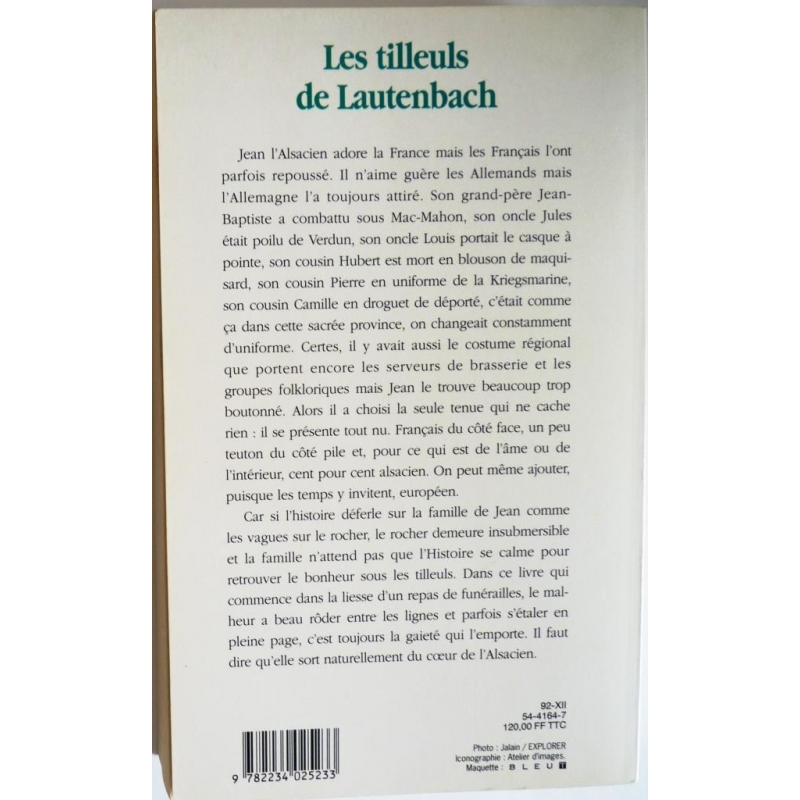 Les tilleuls
de Lautenbach
Jean l'Alsacien adore la France mais les Français l'ont
parfois repoussé. Il n'aime guère les Allemands mais
l'Allemagne l'a toujours attiré. Son grand-père Jean-
Baptiste a combattu sous Mac-Mahon, son oncle Jules
était poilu de Verdun, son oncle Louis portait le casque à
pointe, son cousin Hubert est mort en blouson de maqui-
sard, son cousin Pierre en uniforme de la Kriegsmarine,
son cousin Camille en droguet de déporté, c'était comme
ça dans cette sacrée province, on changeait constamment
d'uniforme. Certes, il y avait aussi le costume régional
que portent encore les serveurs de brasserie et les
groupes folkloriques mais Jean le trouve beaucoup trop
boutonné. Alors il a choisi la seule tenue qui ne cache
rien : il se présente tout nu. Français du côté face, un peu
teuton du côté pile et, pour ce qui est de l'âme ou de
l'intérieur, cent pour cent alsacien. On peut même ajouter,
puisque les temps y invitent, européen.
Car si l'histoire déferle sur la famille de Jean comme
les vagues sur le rocher, le rocher demeure insubmersible
et la famille n'attend pas que l'Histoire se calme pour
retrouver le bonheur sous les tilleuls. Dans ce livre qui
commence dans la liesse d'un repas de funérailles, le mal-
heur a beau rôder entre les lignes et parfois s'étaler en
pleine page, c'est toujours la gaieté qui l'emporte. Il faut
dire qu'elle sort naturellement du cœur de l'Alsacien.
92-XII
54-4164-7
120,00 FF TTC
Photo : Jalain / EXPLORER
Iconographie : Atelier d'images.
Maquette : BLEU T
9 782234 025233